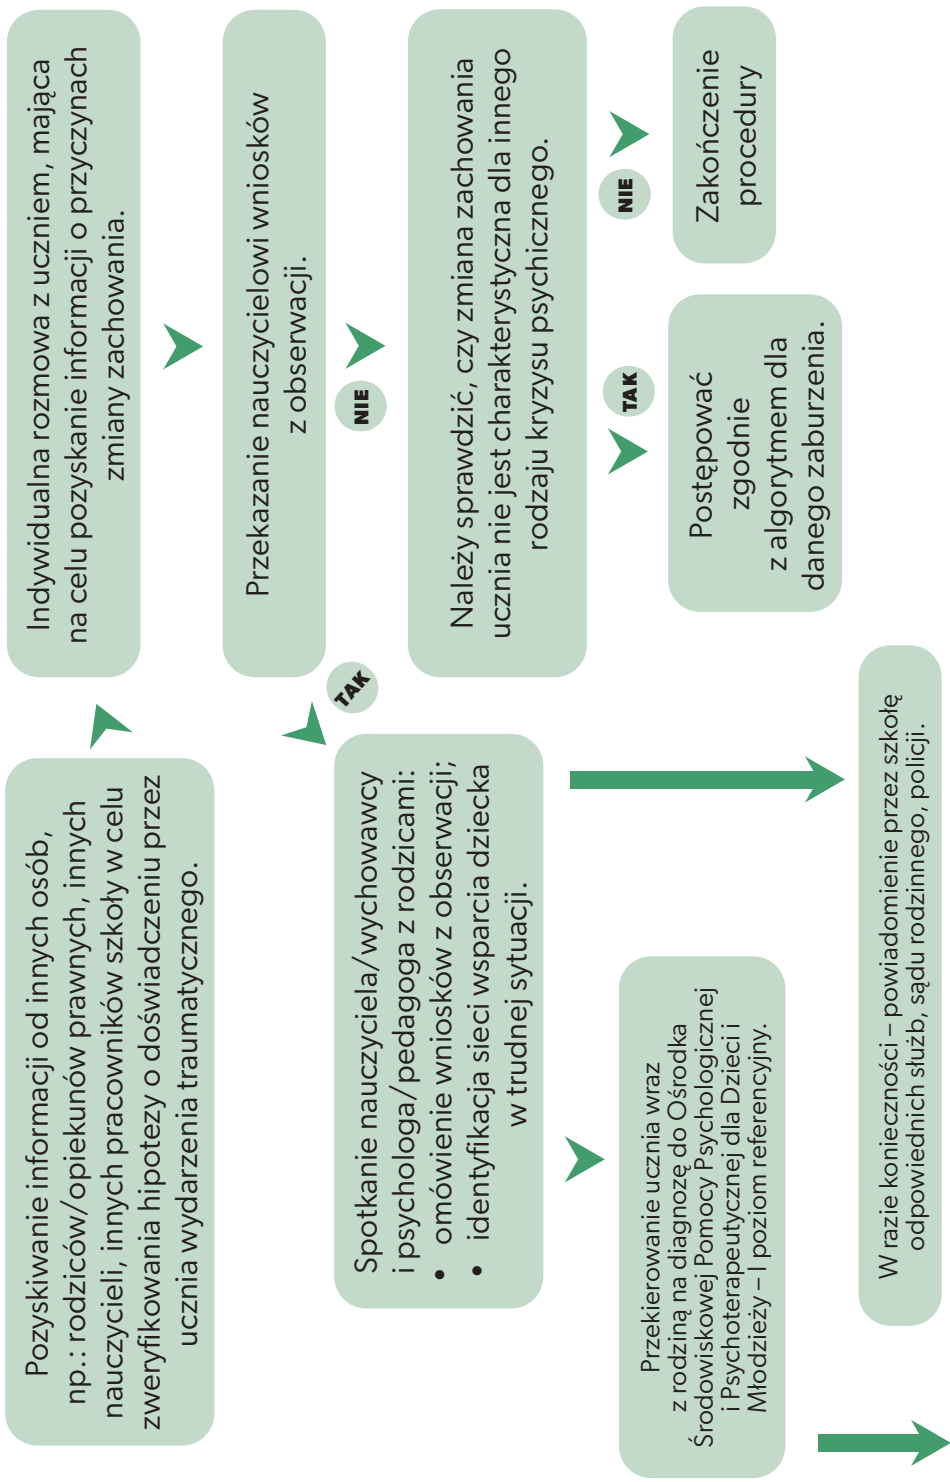 Pozyskiwanie informacji od innych osób,
np.: rodziców/opiekunów prawnych, innych
nauczycieli, innych pracowników szkoły w celu
zweryfikowania hipotezy o doświadczeniu przez
ucznia wydarzenia traumatycznego.
Indywidualna rozmowa z uczniem, mająca
na celu pozyskanie informacji o przyczynach
zmiany zachowania.
Przekazanie nauczycielowi wniosków
z obserwacji.
TAK
NIE
Spotkanie nauczyciela/wychowawcy
i psychologa/pedagoga z rodzicami:
• omówienie wniosków z obserwacji;
• identyfikacja sieci wsparcia dziecka
w trudnej sytuacji.
Należy sprawdzić, czy zmiana zachowania
ucznia nie jest charakterystyczna dla innego
rodzaju kryzysu psychicznego.
TAK
NIE
Przekierowanie ucznia wraz
z rodziną na diagnozę do Ośrodka
Środowiskowej Pomocy Psychologicznej
i Psychoterapeutycznej dla Dzieci i
Młodzieży – I poziom referencyjny.
Postępować
zgodnie
z algorytmem dla
danego zaburzenia.
Zakończenie
procedury
W razie konieczności – powiadomienie przez szkołę
odpowiednich służb, sądu rodzinnego, policji.